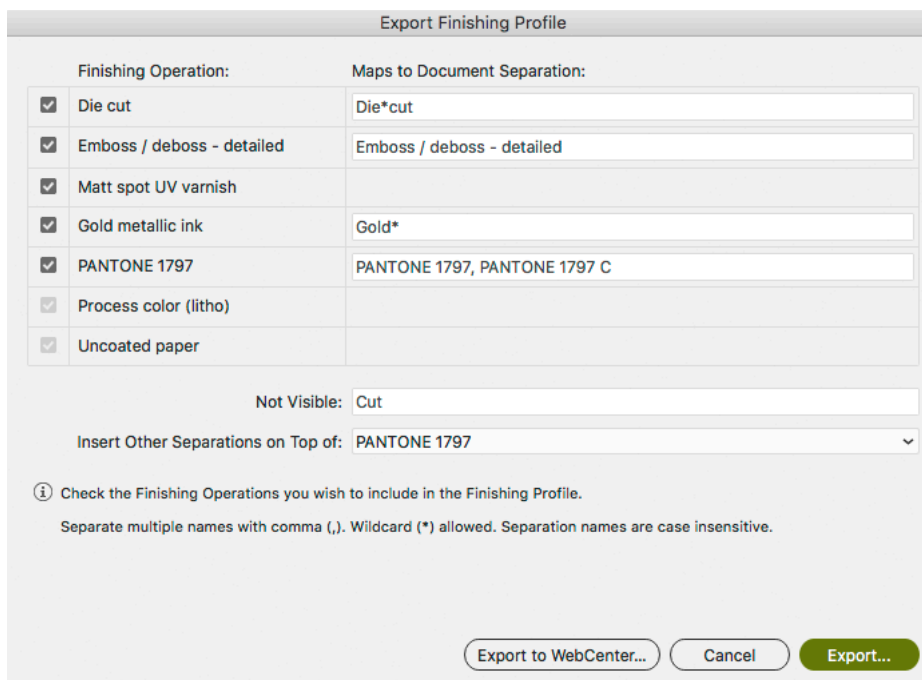 Export Finishing Profile
Finishing Operation: Maps to Document Separation:
Die cut Die*cut
Emboss / deboss - detailed Emboss / deboss - detailed
Matt spot UV varnish
Gold metallic ink Gold*
PANTONE 1797 PANTONE 1797, PANTONE 1797 C
Process color (litho)
Uncoated paper
Not Visible: Cut
Insert Other Separations on Top of: PANTONE 1797
Check the Finishing Operations you wish to include in the Finishing Profile.
Separate multiple names with comma (,). Wildcard (*) allowed. Separation names are case insensitive.
Export to WebCenter... Cancel Export...